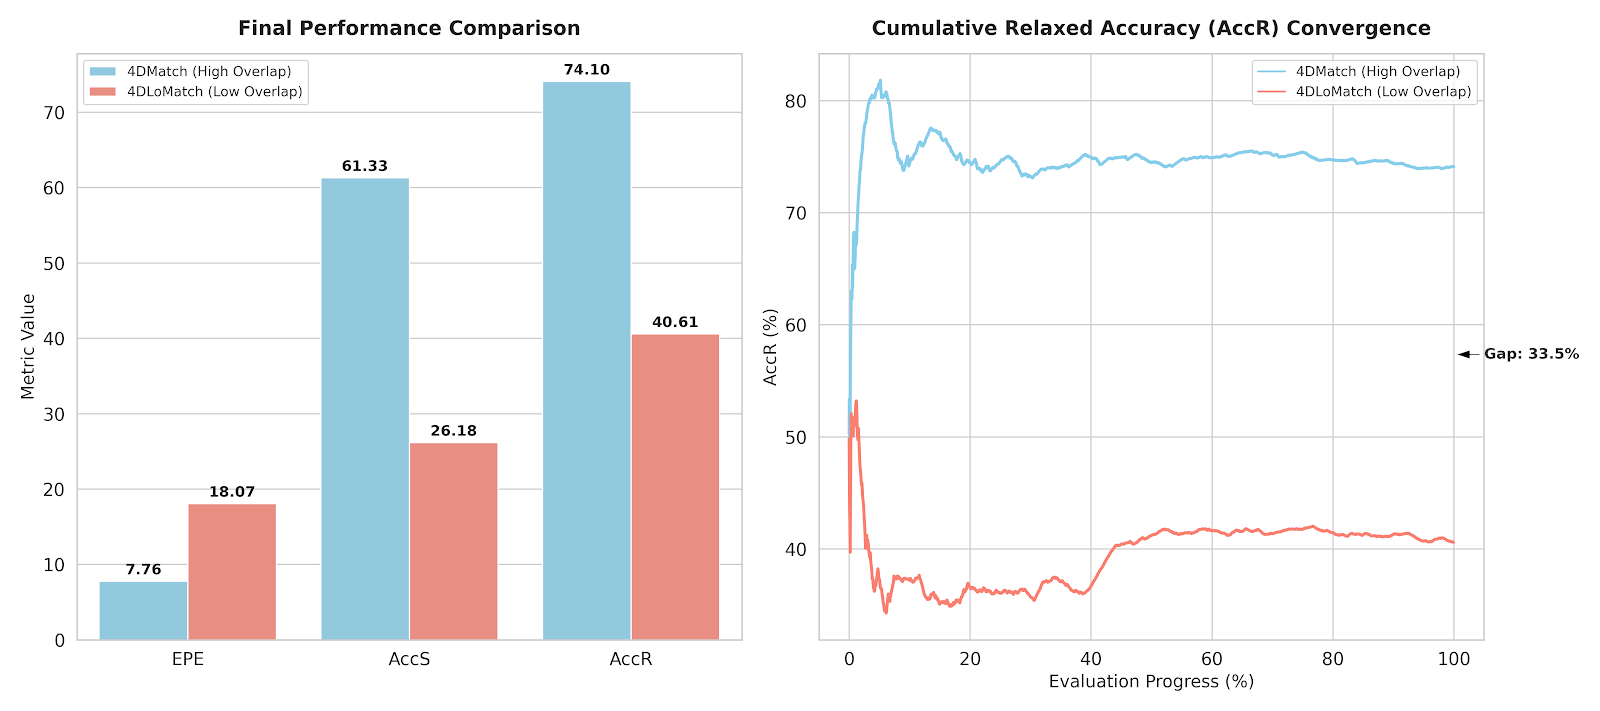 Final Performance Comparison
4DMatch (High Overlap)
4DLoMatch (Low Overlap)
Metric Value
70
60
50
40
30
20
10
0
7.76
18.07
61.33
26.18
74.10
40.61
EPE
AccS
AccR
Cumulative Relaxed Accuracy (AccR) Convergence
4DMatch (High Overlap)
4DLoMatch (Low Overlap)
AccR (%)
80
70
60
50
40
Gap: 33.5%
0
20
40
60
80
100
Evaluation Progress (%)